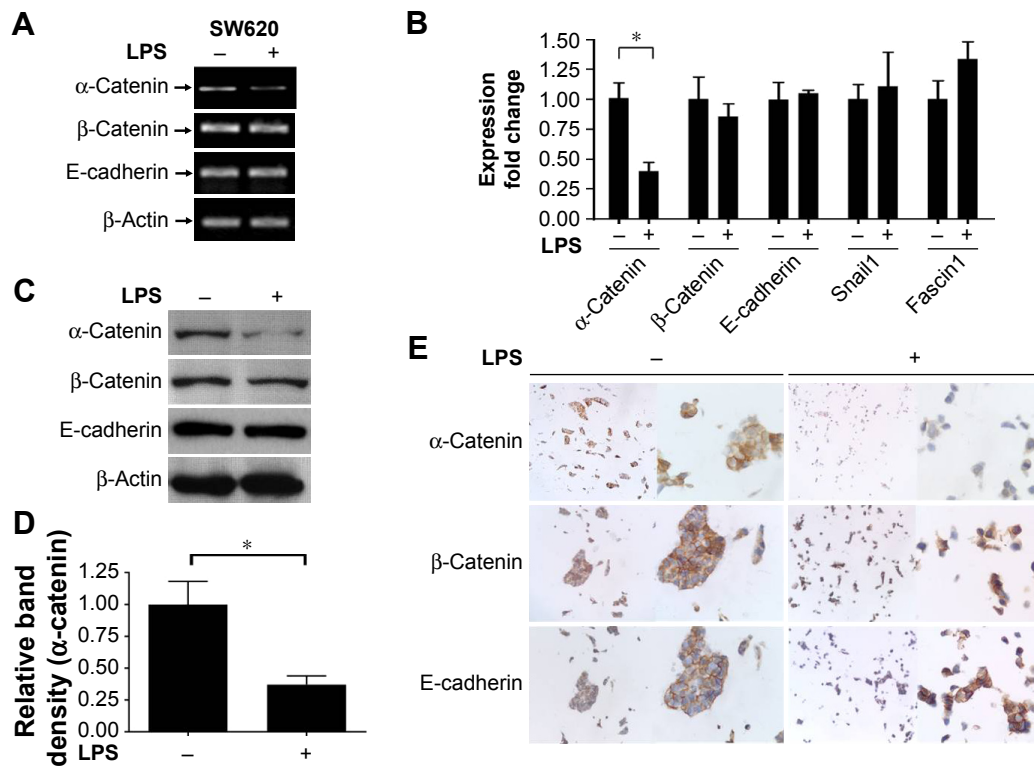 A
SW620
LPS – +
α-Catenin
β-Catenin
E-cadherin
β-Actin
B
Expression
fold change
1.50
1.25
1.00
0.75
0.50
0.25
0.00
*
LPS – + – + – + – + – +
α-Catenin
β-Catenin
E-cadherin
Snail1
Fascin1
C
LPS – +
α-Catenin
β-Catenin
E-cadherin
β-Actin
D
Relative band
density (α-catenin)
1.25
1.00
0.75
0.50
0.25
0.00
*
LPS – +
E
LPS – +
α-Catenin
β-Catenin
E-cadherin